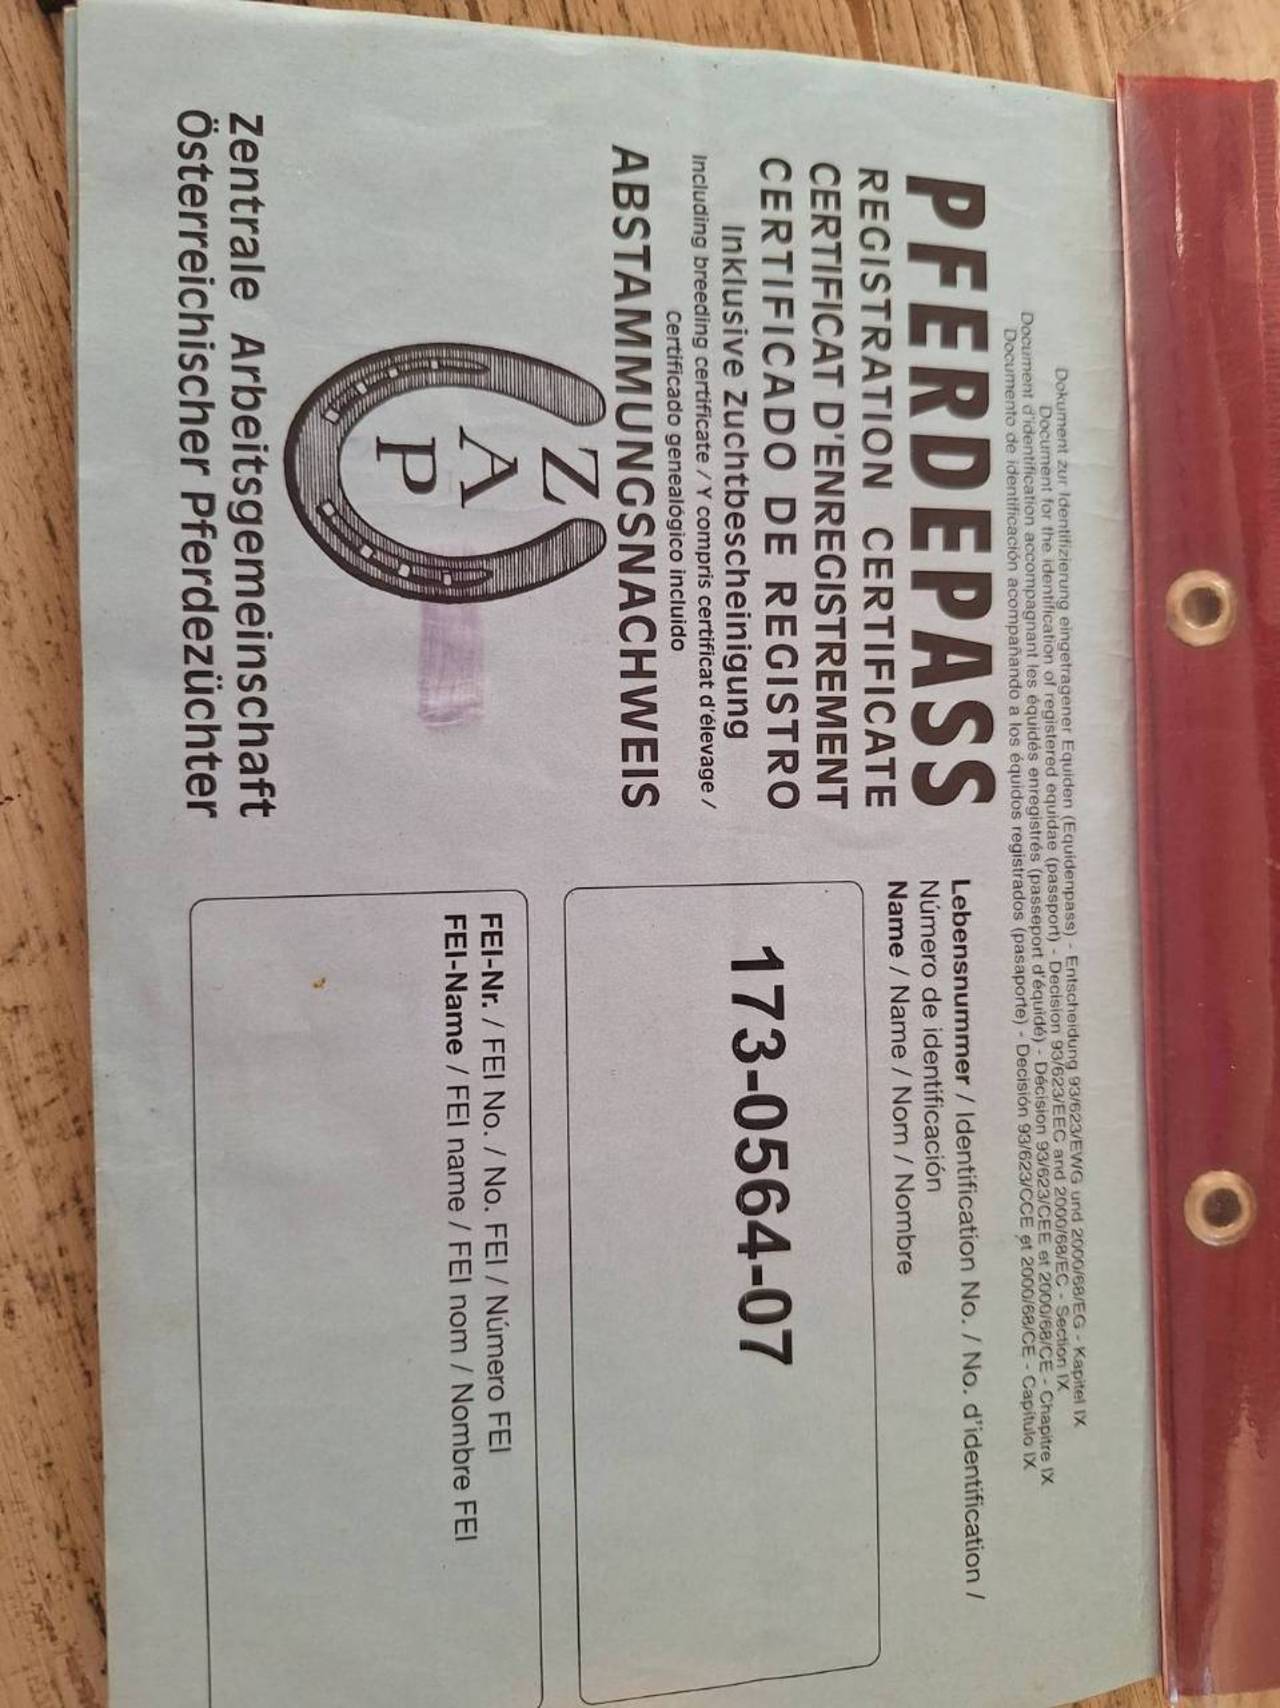 Dokument zur Identifizierung eingetragener Equiden (Equidenpass) - Entscheidung 93/623/EWG und 2000/68/EG - Kapitel IX
Document for the identification of registered equidae (passport) - Decision 93/623/EEC and 2000/68/EC - Section IX
Document d'identification accompagnant les équidés enregistrés (passeport d'équidé) - Décision 93/623/CEE et 2000/68/CE - Chapitre IX
Documento de identificación acompañando a los équidos registrados (pasaporte) - Decisión 93/623/CCE et 2000/68/CE - Capítulo IX
PFERDEPASS
REGISTRATION CERTIFICATE
CERTIFICAT D'ENREGISTREMENT
CERTIFICADO DE REGISTRO
Inklusive Zuchtbescheinigung
Including breeding certificate / Y compris certificat d'élevage /
Certificado genealógico incluido
ABSTAMMUNGSNACHWEIS
Z
A
P
Zentrale Arbeitsgemeinschaft
Österreichischer Pferdezüchter
Lebensnummer / Identification No. / No. d'identification /
Número de identificación
Name / Name / Nom / Nombre
173-0564-07
FEI-Nr. / FEI No. / No. FEI / Número FEI
FEI-Name / FEI name / FEI nom / Nombre FEI